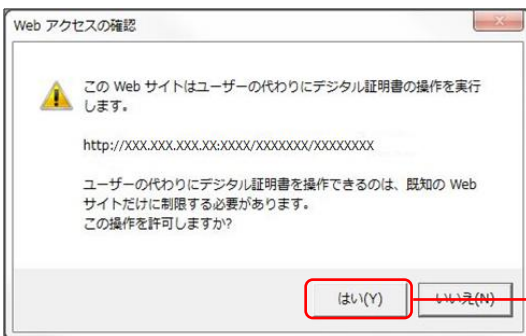 Web アクセスの確認
この Web サイトはユーザーの代わりにデジタル証明書の操作を実行
します。
http://XXX.XXX.XXX.XX:XXXX/XXXXXXX/XXXXXXXX
ユーザーの代わりにデジタル証明書を操作できるのは、既知の Web
サイトだけに制限する必要があります。
この操作を許可しますか?
はい(Y) いいえ(N)